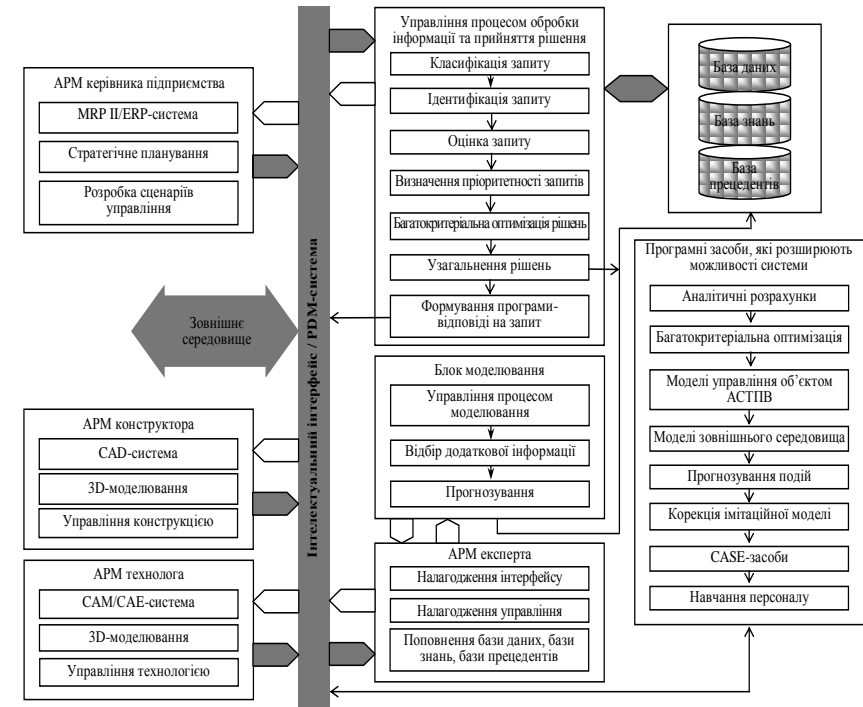 АРМ керівника підприємства
MRP II/ERP-система
Стратегічне планування
Розробка сценаріїв
управління
Зовнішнє
середовище
АРМ конструктора
CAD-система
3D-моделювання
Управління конструкцією
АРМ технолога
CAM/CAE-система
3D-моделювання
Управління технологією
Інтелектуальний інтерфейс / PDM-система
Управління процесом обробки
інформації та прийняття рішення
Класифікація запиту
Ідентифікація запиту
Оцінка запиту
Визначення пріоритетності запитів
Багатокритеріальна оптимізація рішень
Узагальнення рішень
Формування програми-
відповіді на запит
Блок моделювання
Управління процесом
моделювання
Відбір додаткової інформації
Прогнозування
АРМ експерта
Налагодження інтерфейсу
Налагодження управління
Поповнення бази даних, бази
знань, бази прецедентів
База даних
База знань
База
прецедентів
Програмні засоби, які розширюють
можливості системи
Аналітичні розрахунки
Багатокритеріальна оптимізація
Моделі управління об’єктом
АСТПВ
Моделі зовнішнього середовища
Прогнозування подій
Корекція імітаційної моделі
CASE-засоби
Навчання персоналу